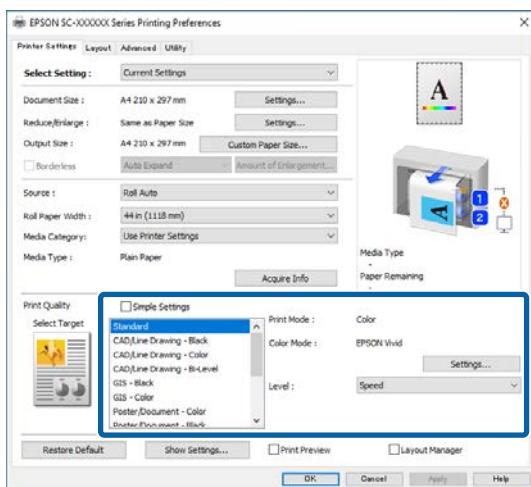 EPSON SC-XXXXXX Series Printing Preferences
Printer Settings Layout Advanced Utility
Select Setting : Current Settings
Document Size : A4 210 x 297 mm Settings...
Reduce/Enlarge : Same as Paper Size Settings...
Output Size : A4 210 x 297 mm Custom Paper Size...
Borderless Auto Expand Amount of Enlargement...
Source : Roll Auto
Roll Paper Width : 44 in (1118 mm)
Media Category: Use Printer Settings
Media Type : Plain Paper
Acquire Info
A
A
1
2
Media Type
-
Paper Remaining
-
Print Quality
Select Target
Simple Settings
Standard
CAD/Line Drawing - Black
CAD/Line Drawing - Color
CAD/Line Drawing - Bi-Level
GIS - Black
GIS - Color
Poster/Document - Color
Poster/Document - Black
Print Mode : Color
Color Mode : EPSON Vivid
Settings...
Level : Speed
Restore Default Show Settings... Print Preview Layout Manager
OK Cancel Apply Help